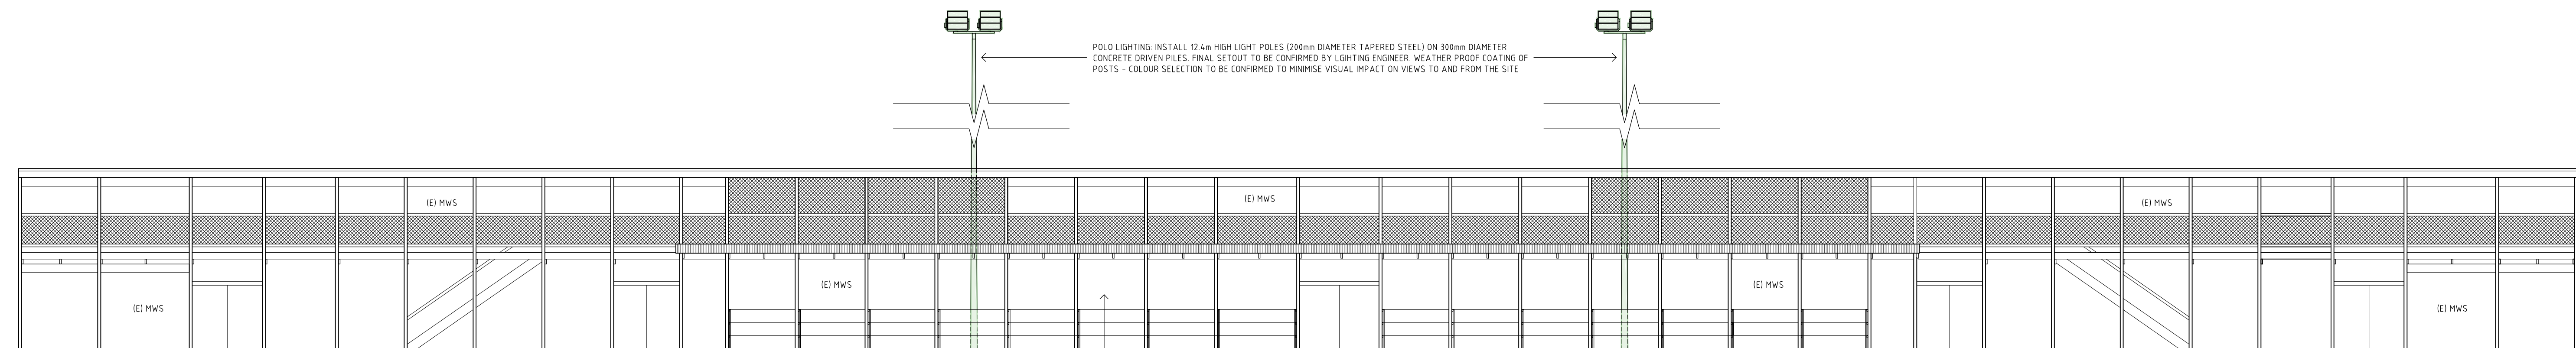 POLO LIGHTING: INSTALL 12.4m HIGH LIGHT POLES (200mm DIAMETER TAPERED STEEL) ON 300mm DIAMETER
CONCRETE DRIVEN PILES. FINAL SETOUT TO BE CONFIRMED BY LGIHTING ENGINEER. WEATHER PROOF COATING OF
POSTS - COLOUR SELECTION TO BE CONFIRMED TO MINIMISE VISUAL IMPACT ON VIEWS TO AND FROM THE SITE
(E) MWS
(E) MWS
(E) MWS
(E) MWS
(E) MWS
(E) MWS
(E) MWS